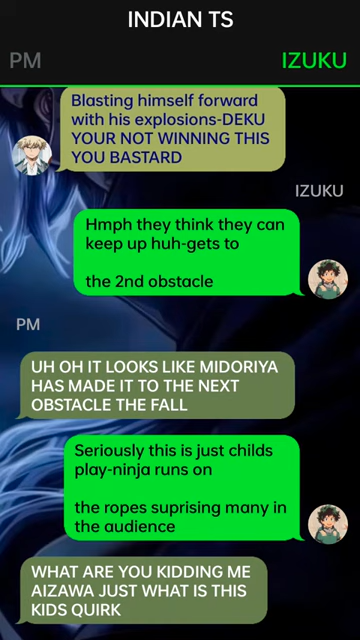 INDIAN TS
PM
IZUKU
Blasting himself forward
with his explosions-DEKU
YOUR NOT WINNING THIS
YOU BASTARD
IZUKU
Hmph they think they can
keep up huh-gets to
the 2nd obstacle
PM
UH OH IT LOOKS LIKE MIDORIYA
HAS MADE IT TO THE NEXT
OBSTACLE THE FALL
Seriously this is just childs
play-ninja runs on
the ropes suprising many in
the audience
WHAT ARE YOU KIDDING ME
AIZAWA JUST WHAT IS THIS
KIDS QUIRK